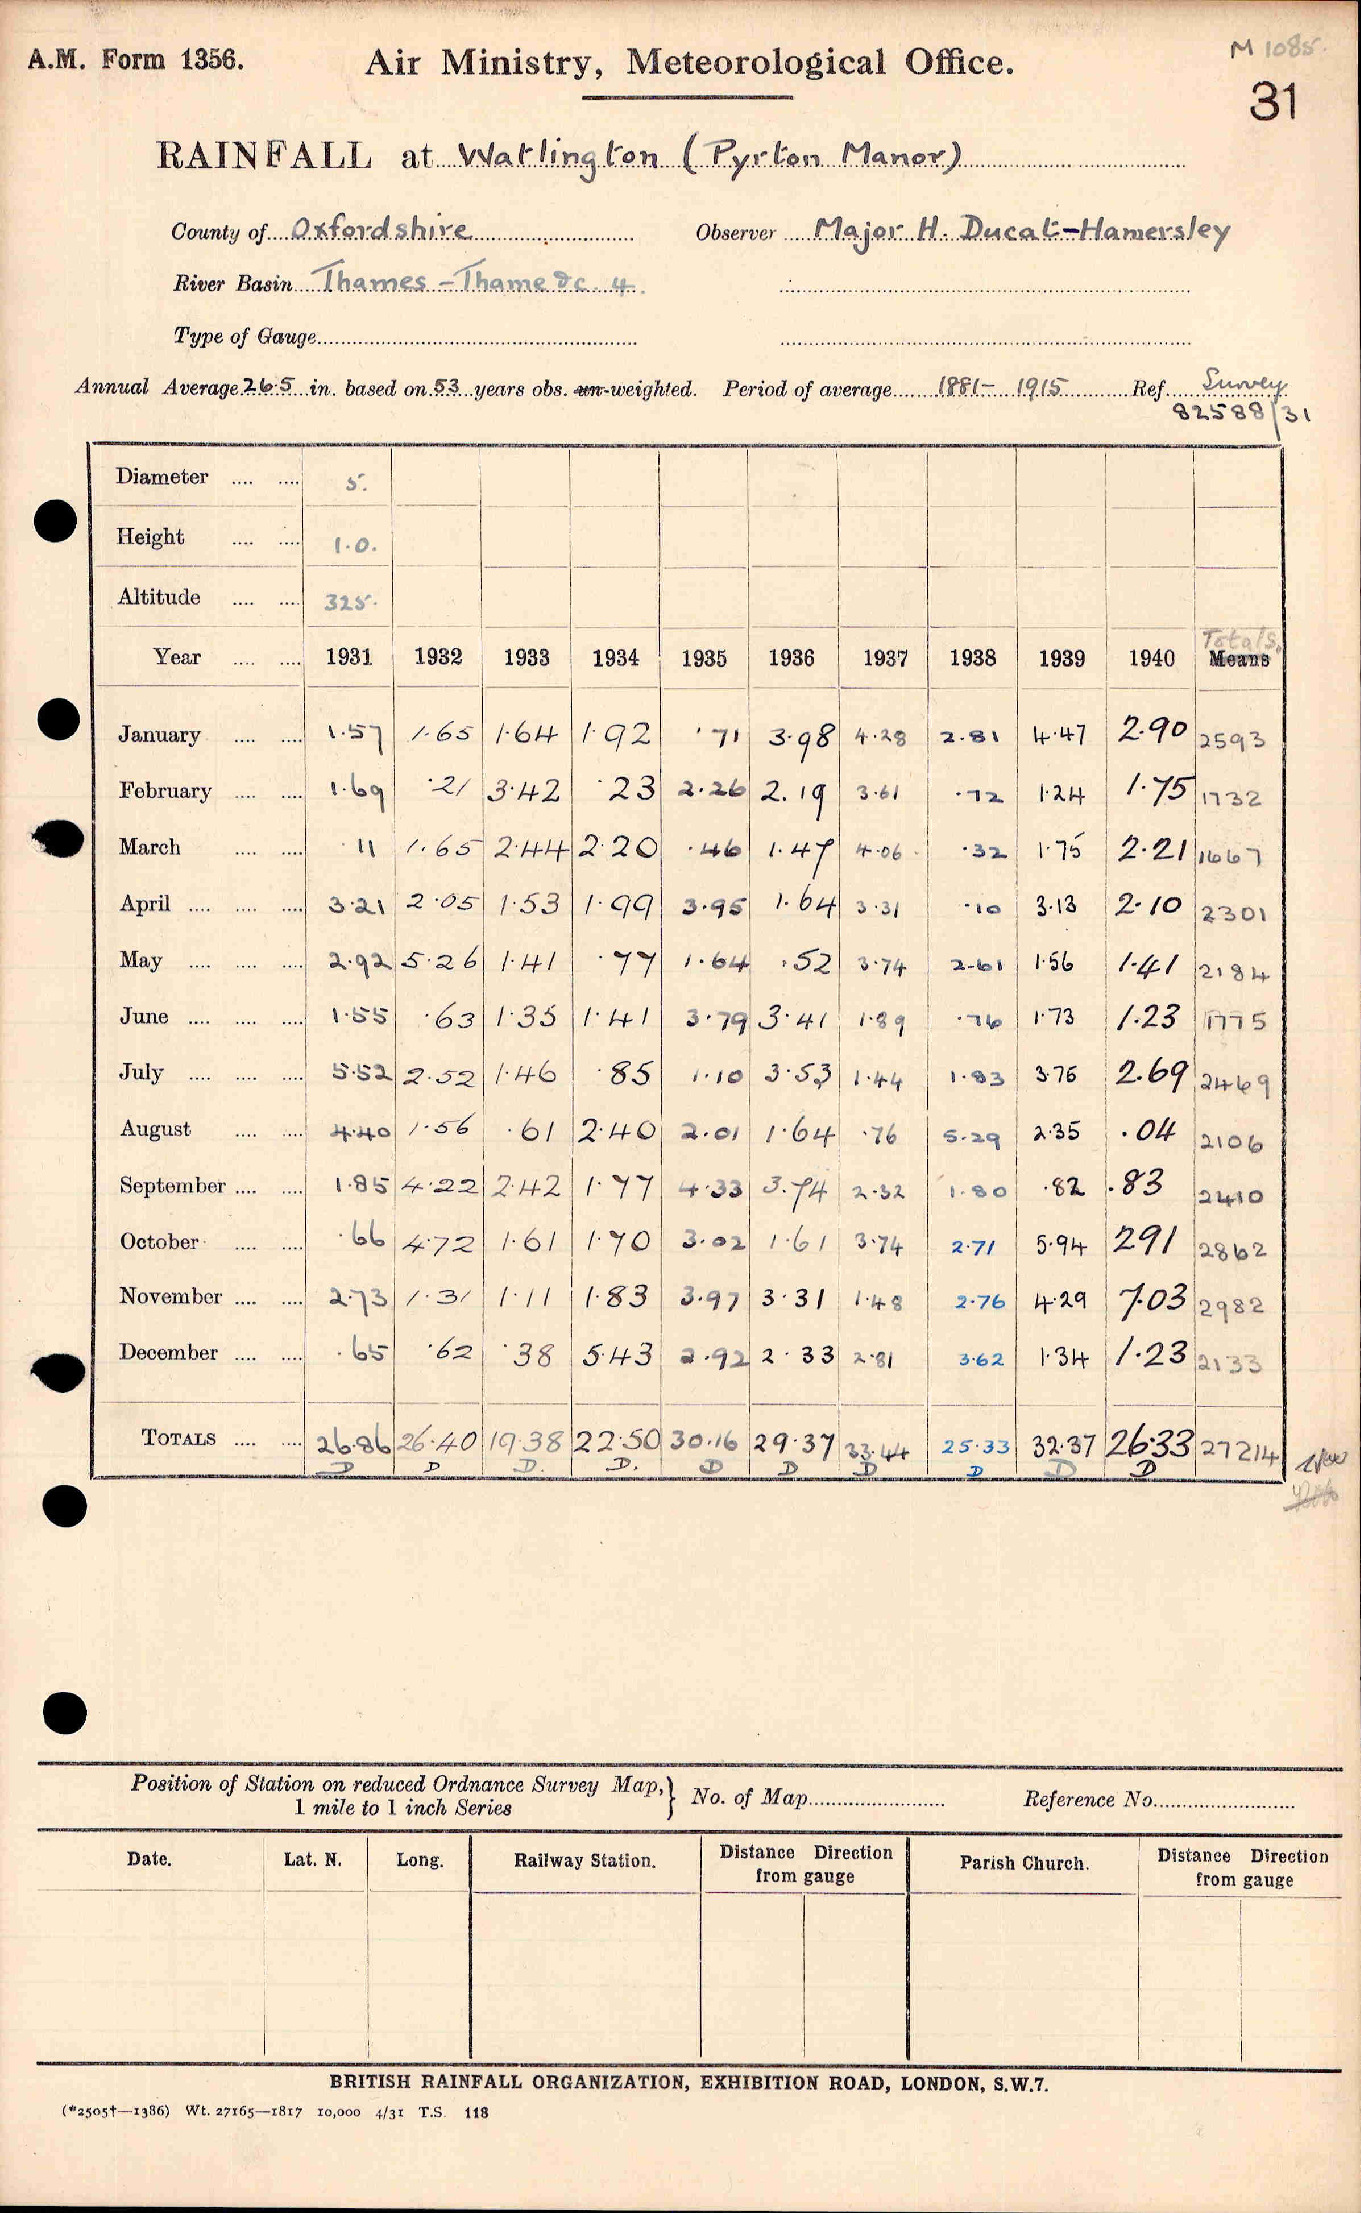 M 1085.
A.M. Form 1356. Air Ministry, Meteorological Office.
31
RAINFALL at Watlington (Pyrton Manor)
County of Oxfordshire Observer Major H. Ducat-Hamersley
River Basin Thames - Thame &c. 4.
Type of Gauge
Annual Average 26.5 in. based on 53 years obs. un-weighted. Period of average 1881- 1915 Ref. Survey
82588/31
Diameter .... .... 5.
Height .... .... 1.0.
Altitude .... .... 325.
Totals.
Year .... .... 1931 1932 1933 1934 1935 1936 1937 1938 1939 1940 Means
January .... .... 1.57 1.65 1.64 1.92 .71 3.98 4.28 2.81 4.47 2.90 2593
February .... .... 1.69 .21 3.42 .23 2.26 2.19 3.61 .72 1.24 1.75 1732
March .... .... .11 1.65 2.44 2.20 .46 1.47 4.06 .32 1.75 2.21 1667
April .... .... .... 3.21 2.05 1.53 1.99 3.95 1.64 3.31 .10 3.13 2.10 2301
May .... .... .... 2.92 5.26 1.41 .77 1.64 .52 3.74 2.61 1.56 1.41 2184
June .... .... .... 1.55 .63 1.35 1.41 3.79 3.41 1.89 .76 1.73 1.23 1775
July .... .... .... 5.52 2.52 1.46 .85 1.10 3.53 1.44 1.83 3.75 2.69 2469
August .... .... 4.40 1.56 .61 2.40 2.01 1.64 .76 5.29 2.35 .04 2106
September .... .... 1.85 4.22 2.42 1.77 4.33 3.74 2.32 1.80 .82 .83 2410
October .... .... .66 4.72 1.61 1.70 3.02 1.61 3.74 2.71 5.94 2.91 2862
November .... .... 2.73 1.31 1.11 1.83 3.97 3.31 1.48 2.76 4.29 7.03 2982
December .... .... .65 .62 .38 5.43 2.92 2.33 2.81 3.62 1.34 1.23 2133
TOTALS .... .... 26.86 26.40 19.38 22.50 30.16 29.37 33.44 25.33 32.37 26.33 27214
D D D. D. D D D D D D
Position of Station on reduced Ordnance Survey Map, } No. of Map Reference No.
1 mile to 1 inch Series
Date. Lat. N. Long. Railway Station. Distance Direction from gauge Parish Church. Distance Direction from gauge
BRITISH RAINFALL ORGANIZATION, EXHIBITION ROAD, LONDON, S.W.7.
(*2505†—1386) Wt. 27165—1817 10,000 4/31 T.S. 118